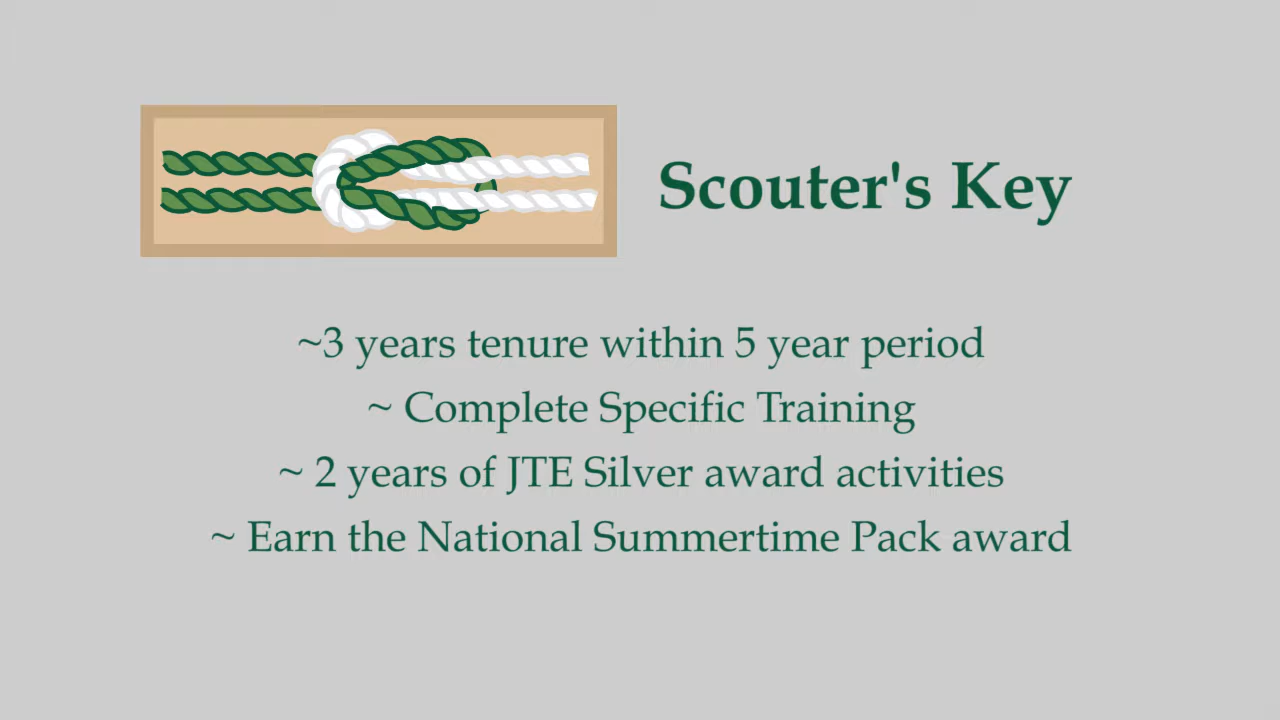 Scouter's Key
~3 years tenure within 5 year period
~ Complete Specific Training
~ 2 years of JTE Silver award activities
~ Earn the National Summertime Pack award